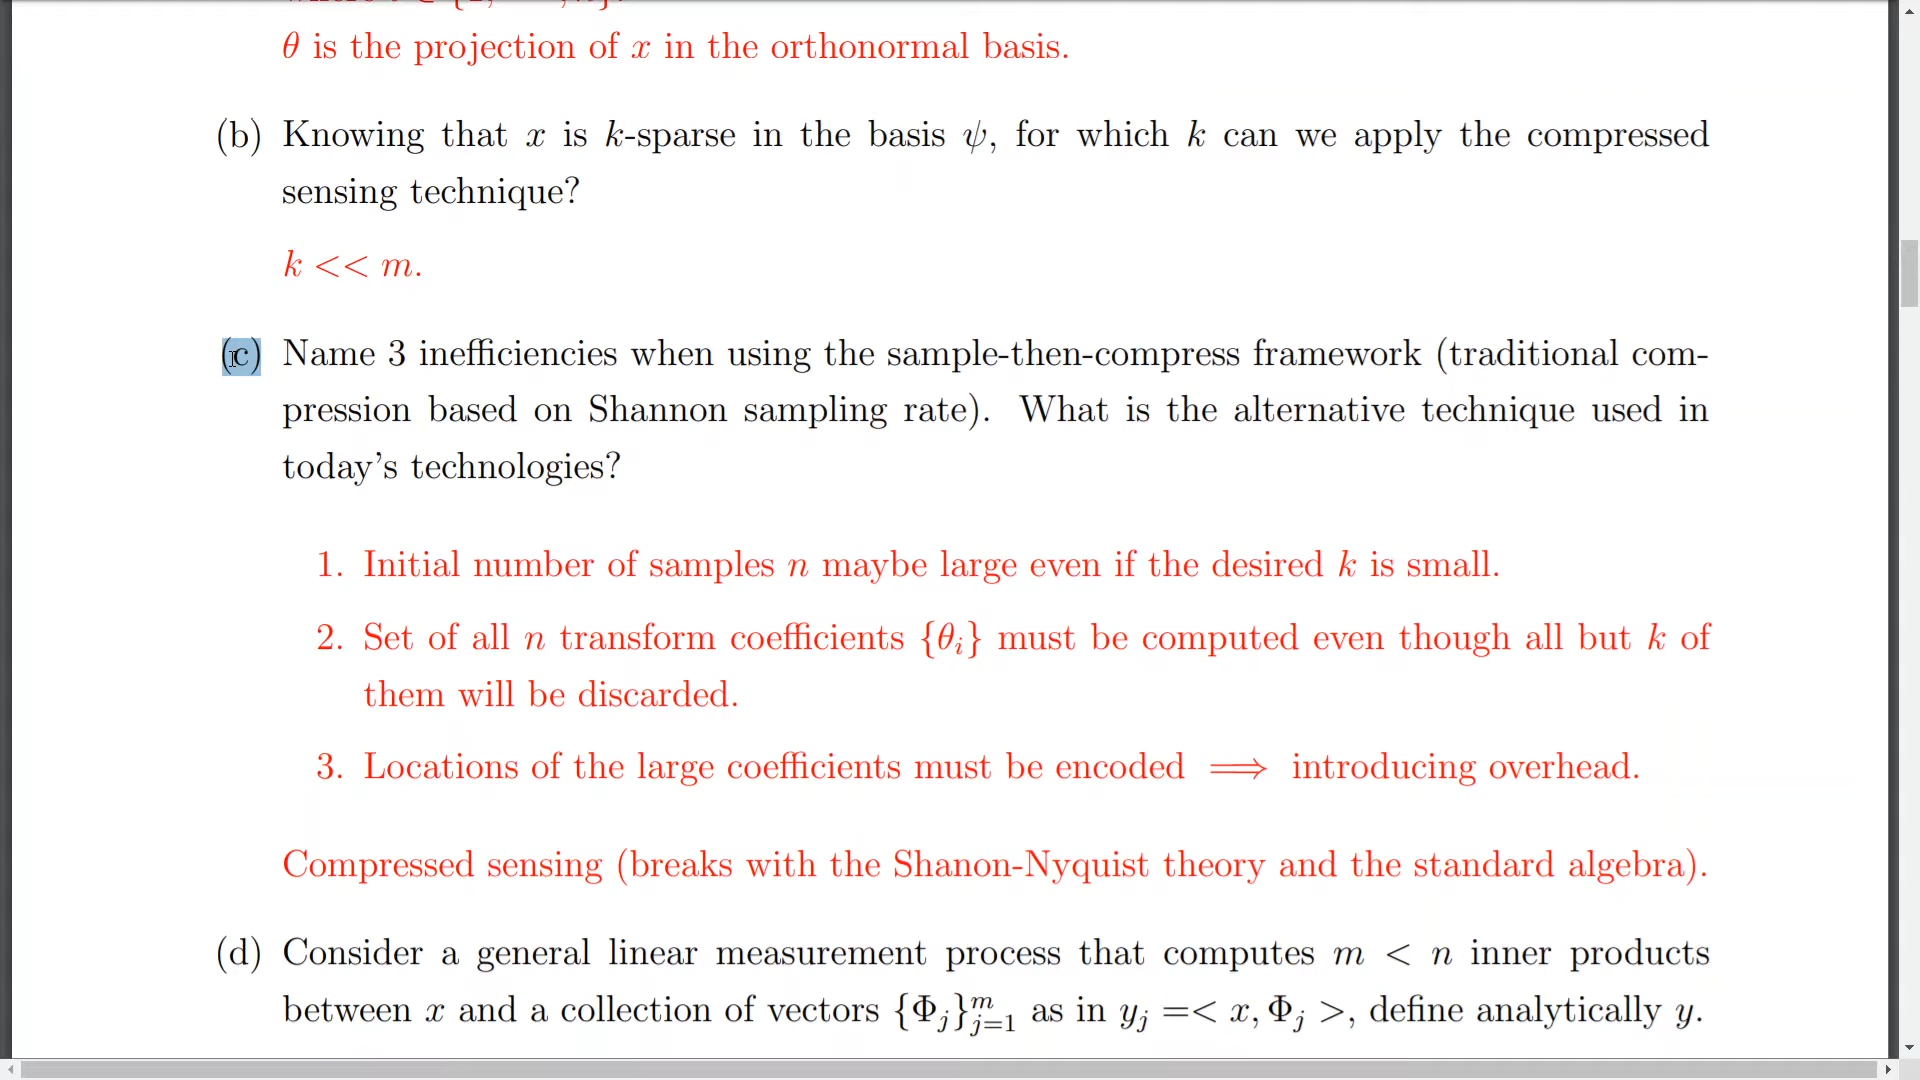 θ is the projection of x in the orthonormal basis.
(b) Knowing that x is k-sparse in the basis ψ, for which k can we apply the compressed
sensing technique?
k << m.
(c) Name 3 inefficiencies when using the sample-then-compress framework (traditional com-
pression based on Shannon sampling rate). What is the alternative technique used in
today's technologies?
1. Initial number of samples n maybe large even if the desired k is small.
2. Set of all n transform coefficients {θᵢ} must be computed even though all but k of
them will be discarded.
3. Locations of the large coefficients must be encoded ⟹ introducing overhead.
Compressed sensing (breaks with the Shanon-Nyquist theory and the standard algebra).
(d) Consider a general linear measurement process that computes m < n inner products
between x and a collection of vectors {Φ_j}_{j=1}^m as in y_j =< x, Φ_j >, define analytically y.